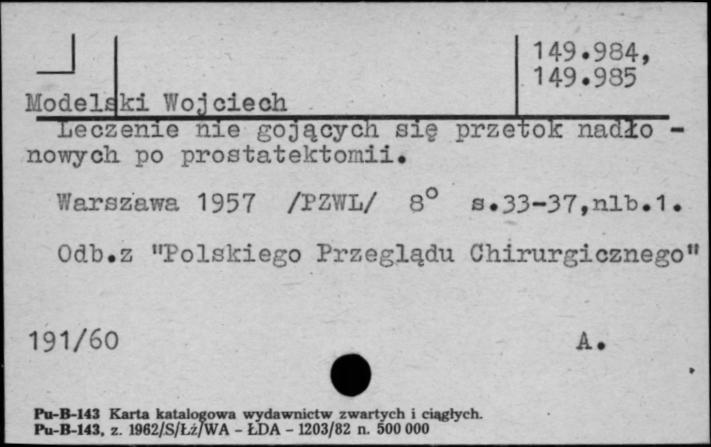 149.984,
149.985
Modelski Wojciech
Leczenie nie gojących się przetok nadło -
nowych po prostatektomii.
Warszawa 1957 /PZWL/ 8° s.33-37,nlb.1.
Odb.z "Polskiego Przeglądu Chirurgicznego"
191/60 A.
Pu-B-143 Karta katalogowa wydawnictw zwartych i ciągłych.
Pu-B-143, z. 1962/S/Łż/WA - ŁDA - 1203/82 n. 500 000